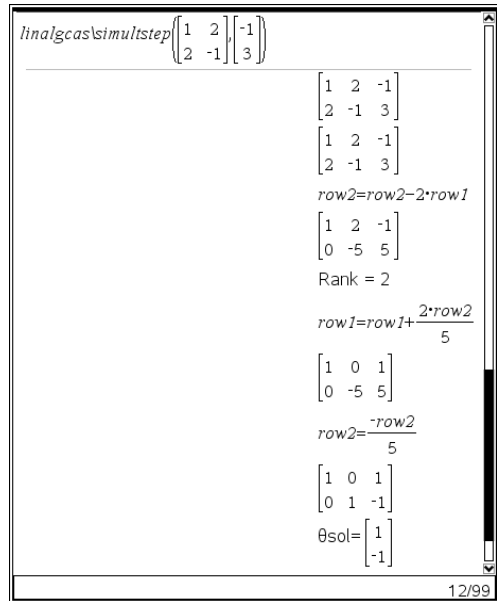 linalgcas\simultstep([1 2
2 -1],[-1
3])
[1 2 -1
2 -1 3]
[1 2 -1
2 -1 3]
row2=row2−2•row1
[1 2 -1
0 -5 5]
Rank = 2
row1=row1+2•row2/5
[1 0 1
0 -5 5]
row2=-row2/5
[1 0 1
0 1 -1]
θsol=[1
-1]
12/99